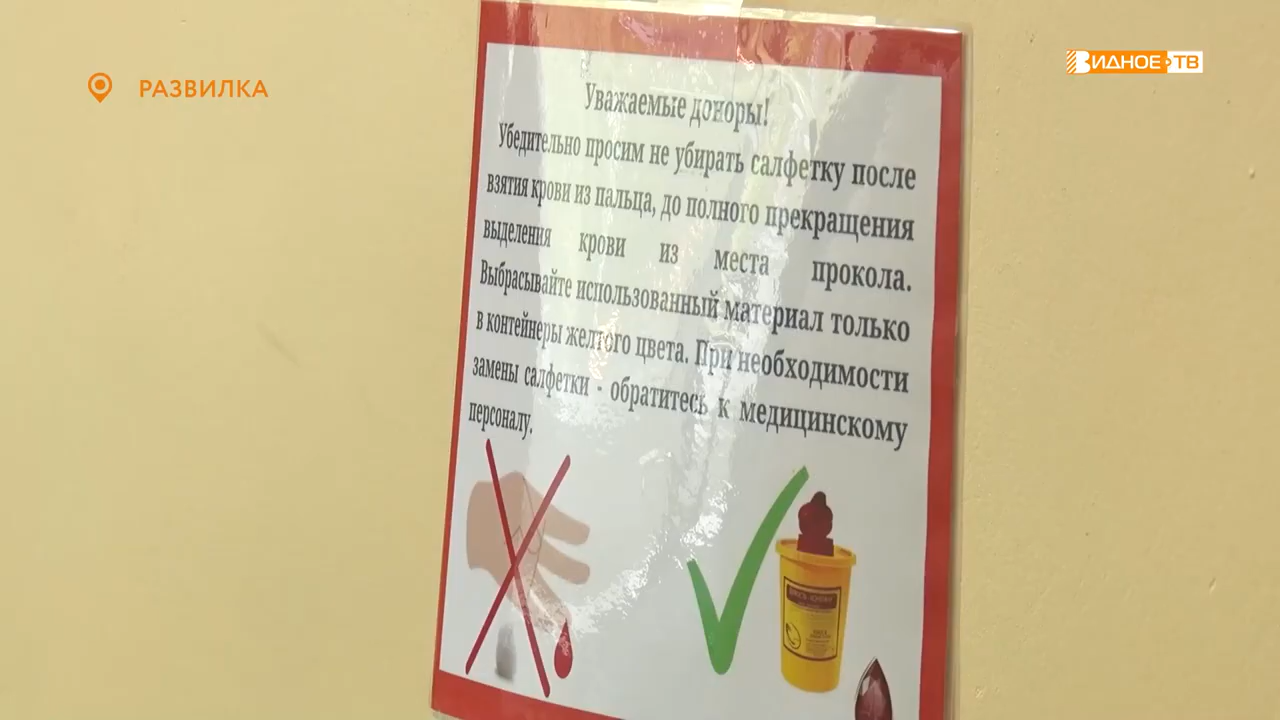 РАЗВИЛКА
ВИДНОЕ·ТВ
Уважаемые доноры!
Убедительно просим не убирать салфетку после
взятия крови из пальца, до полного прекращения
выделения крови из места прокола.
Выбрасывайте использованный материал только
в контейнеры желтого цвета. При необходимости
замены салфетки - обратитесь к медицинскому
персоналу.